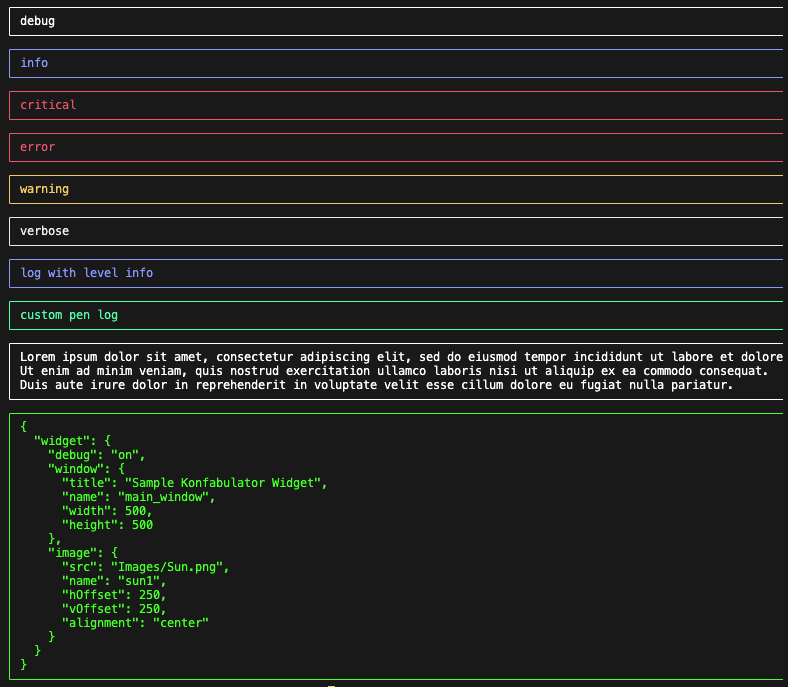 debug
info
critical
error
warning
verbose
log with level info
custom pen log
Lorem ipsum dolor sit amet, consectetur adipiscing elit, sed do eiusmod tempor incididunt ut labore et dolore
Ut enim ad minim veniam, quis nostrud exercitation ullamco laboris nisi ut aliquip ex ea commodo consequat.
Duis aute irure dolor in reprehenderit in voluptate velit esse cillum dolore eu fugiat nulla pariatur.
{
  "widget": {
    "debug": "on",
    "window": {
      "title": "Sample Konfabulator Widget",
      "name": "main_window",
      "width": 500,
      "height": 500
    },
    "image": {
      "src": "Images/Sun.png",
      "name": "sun1",
      "hOffset": 250,
      "vOffset": 250,
      "alignment": "center"
    }
  }
}